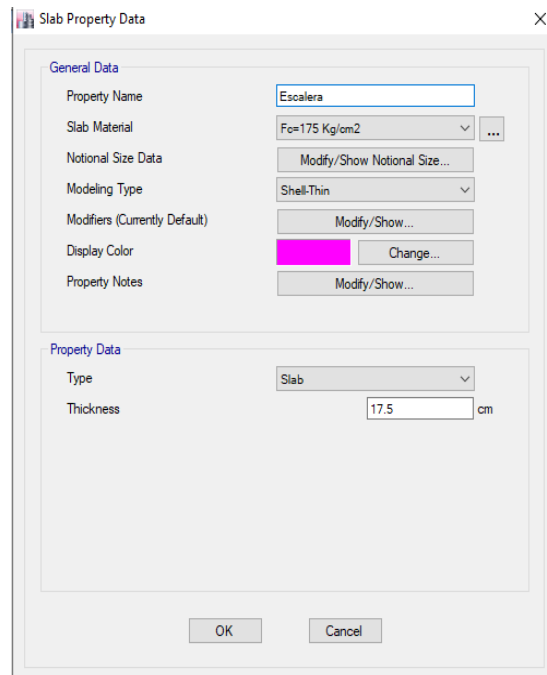 Slab Property Data
General Data
Property Name Escalera
Slab Material Fc=175 Kg/cm2 ...
Notional Size Data Modify/Show Notional Size...
Modeling Type Shell-Thin
Modifiers (Currently Default) Modify/Show...
Display Color Change...
Property Notes Modify/Show...
Property Data
Type Slab
Thickness 17.5 cm
OK Cancel